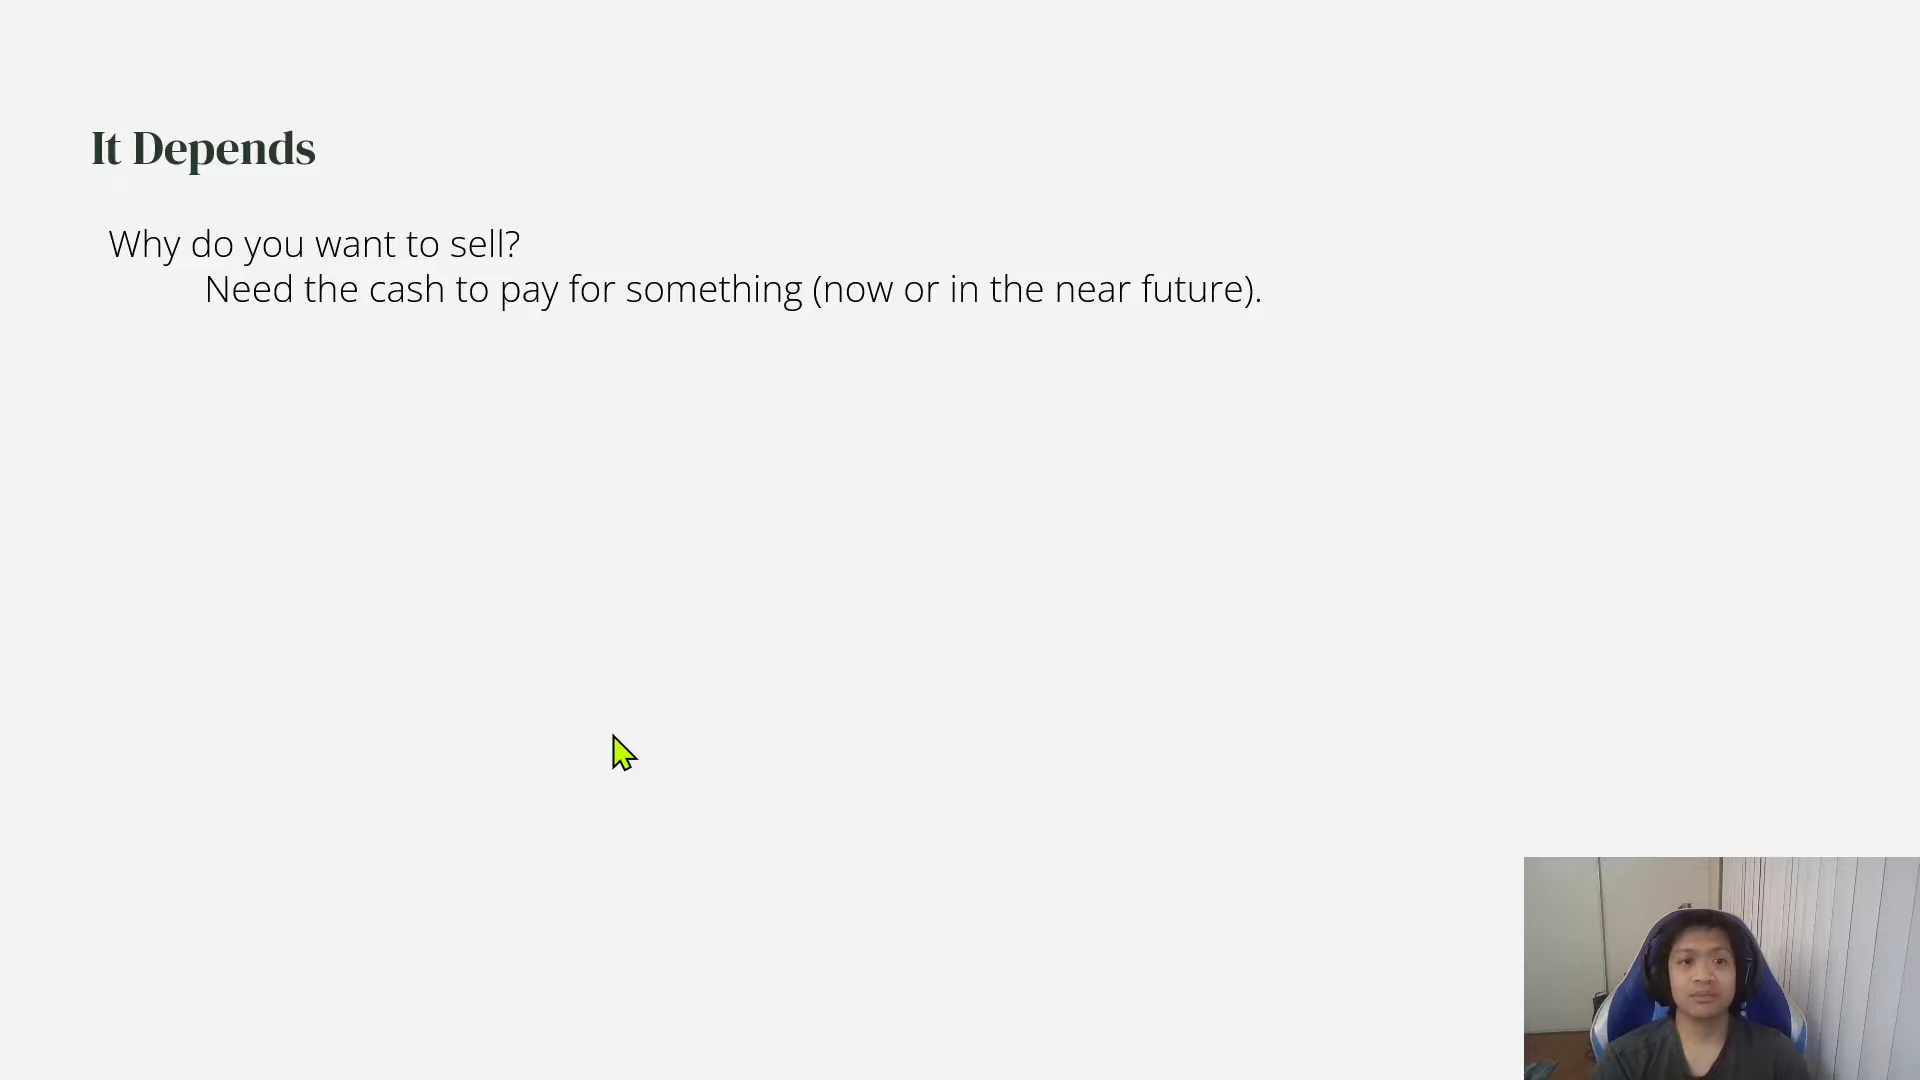 It Depends
Why do you want to sell?
Need the cash to pay for something (now or in the near future).